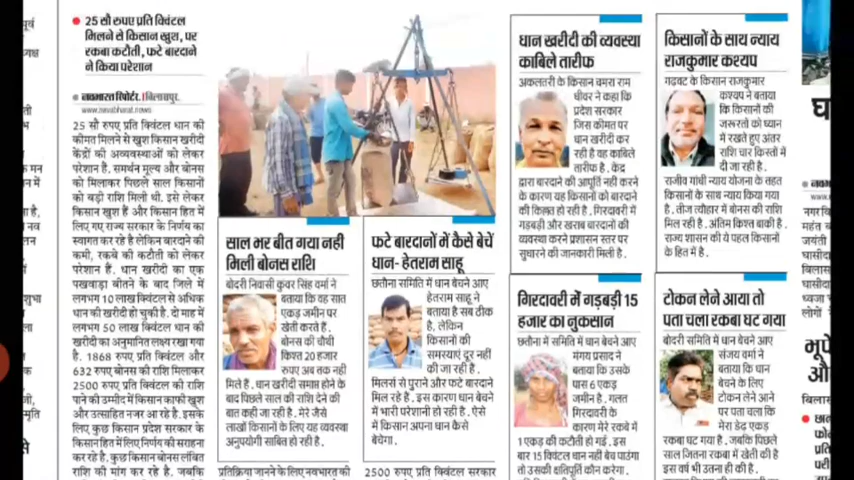 25 सौ रुपए प्रति क्विंटल
मिलने से किसान खुश, पर
रकबा कटौती, फटे बारदाने
ने किया परेशान
नवभारत रिपोर्टर. बिलासपुर.
www.navabharat.news
25 सौ रुपए प्रति क्विंटल धान की
कीमत मिलने से खुश किसान खरीदी
केंद्रों की अव्यवस्थाओं को लेकर
परेशान है. समर्थन मूल्य और बोनस
को मिलाकर पिछले साल किसानों
को बड़ी राशि मिली थी. इसे लेकर
किसान खुश हैं और किसान हित में
लिए गए राज्य सरकार के निर्णय का
स्वागत कर रहे है लेकिन बारदाने की
कमी, रकबे की कटौती को लेकर
परेशान हैं. धान खरीदी का एक
पखवाड़ा बीतने के बाद जिले में
लगभग 10 लाख क्विंटल से अधिक
धान की खरीदी हो चुकी है. दो माह में
लगभग 50 लाख क्विंटल धान की
खरीदी का अनुमानित लक्ष्य रखा गया
है. 1868 रुपए प्रति क्विंटल और
632 रुपए बोनस की राशि मिलाकर
2500 रुपए प्रति क्विंटल की राशि
पाने की उम्मीद में किसान काफी खुश
और उत्साहित नजर आ रहे है. इसके
लिए कुछ किसान प्रदेश सरकार के
किसान हित में लिए निर्णय की सराहना
कर रहे है. कुछ किसान बोनस लंबित
राशि की मांग कर रहे है. जबकि
साल भर बीत गया नही
मिली बोनस राशि
बोदरी निवासी कुवर सिंह वर्मा ने
बताया कि वह सात
एकड़ जमीन पर
खेती करते है.
बोनस की चौथी
किश्त 20 हजार
रुपए अब तक नही
मिले हैं. धान खरीदी समाप्त होने के
बाद पिछले साल की राशि देने की
बात कही जा रही है. मेरे जैसे
लाखों किसानों के लिए यह व्यवस्था
अनुपयोगी साबित हो रही है.
प्रतिक्रिया जानने के लिए नवभारत की
फटे बारदानों में कैसे बेचें
धान- हेतराम साहू
छतौना समिति में धान बेचने आए
हेतराम साहू ने
बताया है सब ठीक
है, लेकिन
किसानों की
समस्याएं दूर नहीं
की जा रही है.
मिलर्स से पुराने और फटे बारदाने
मिल रहे है. इस कारण धान बेचने
में भारी परेशानी हो रही है. ऐसे
में किसान अपना धान कैसे
बेचेगा.
2500 रुपए प्रति क्विंटल सरकार
धान खरीदी की व्यवस्था
काबिले तारीफ
अकलतरी के किसान चमरा राम
धीवर ने कहा कि
प्रदेश सरकार
जिस कीमत पर
धान खरीदी कर
रही है वह काबिले
तारीफ है. केंद्र
द्वारा बारदाने की आपूर्ति नही करने
के कारण यह किसानों को बारदाने
की किल्लत हो रही है. गिरदावरी में
गड़बड़ी और खराब बारदानों की
व्यवस्था करने प्रशासन स्तर पर
सुधारने की जानकारी मिली है.
गिरदावरी में गड़बड़ी 15
हजार का नुकसान
छतौना में समिति में धान बेचने आए
मंगय प्रसाद ने
बताया कि उसके
पास 6 एकड़
जमीन है. गलत
गिरदावरी के
कारण मेरे रकबे में
1 एकड़ की कटौती हो गई. इस
बार 15 क्विंटल धान नही बेच पाउंगा
तो उसकी क्षतिपूर्ति कौन करेगा.
किसानों के साथ न्याय
राजकुमार कश्यप
गढ़वट के किसान राजकुमार
कश्यप ने बताया
कि किसानों की
जरूरतों को ध्यान
में रखते हुए अंतर
राशि चार किस्तों में
दी जा रही है.
राजीव गांधी न्याय योजना के तहत
किसानों के साथ न्याय किया गया
है. तीज त्यौहार में बोनस की राशि
मिल रही है. अंतिम किश्त बाकी है.
राज्य शासन की ये पहल किसानों
के हित में है.
टोकन लेने आया तो
पता चला रकबा घट गया
बोदरी समिति में धान बेचने आए
संजय वर्मा ने
बताया कि धान
बेचने के लिए
टोकन लेने आने
पर पता चला कि
मेरा डेढ़ एकड़
रकबा घट गया है. जबकि पिछले
साल जितना रकबा में खेती की है
इस वर्ष भी उतना ही की है.